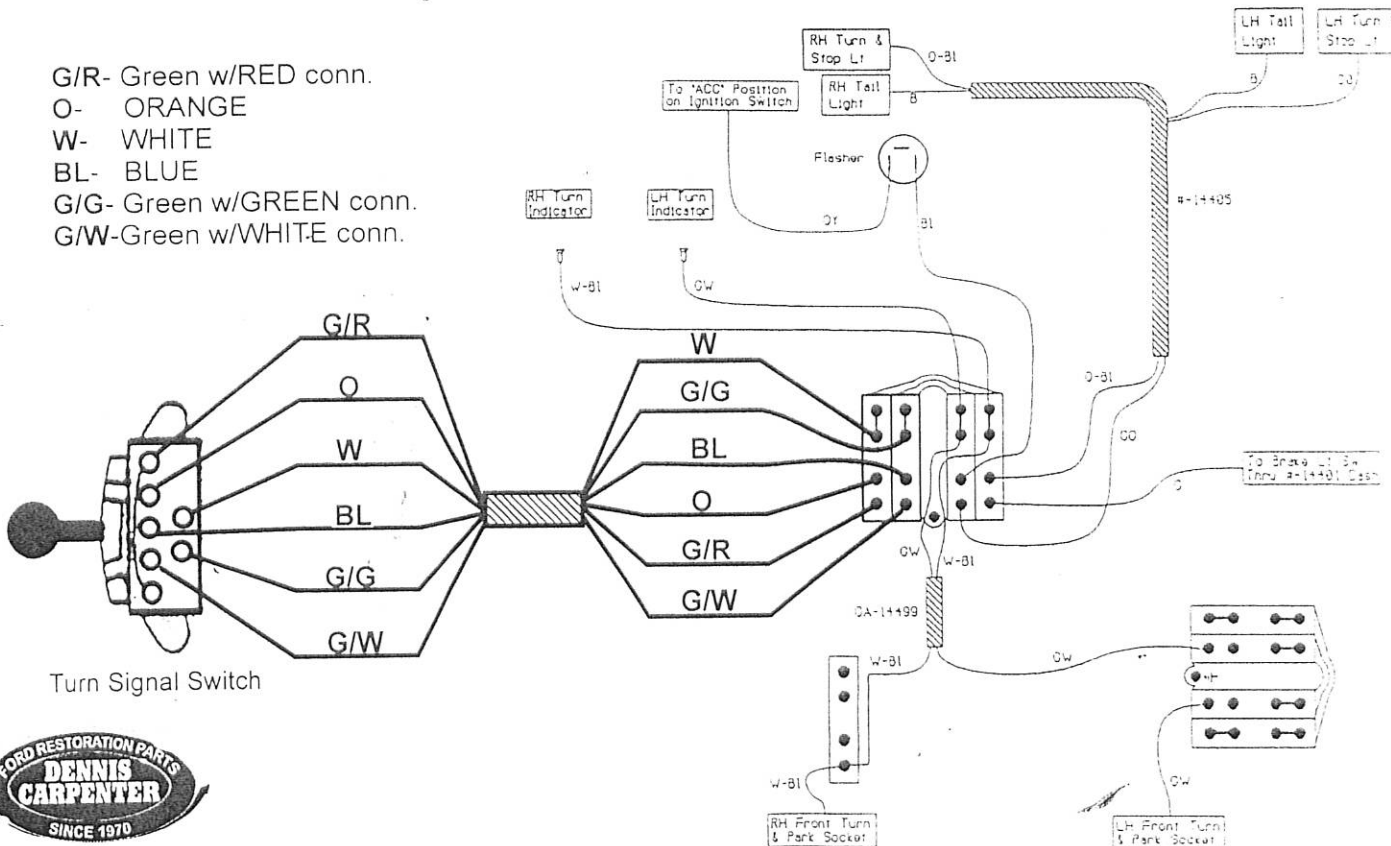 G/R- Green w/RED conn.
O- ORANGE
W- WHITE
BL- BLUE
G/G- Green w/GREEN conn.
G/W-Green w/WHITE conn.
RH Turn &
Stop Lt
O-Bl
RH Tail
Light
B
LH Tail
Light
B
LH Turn
Stop Lt
To "ACC" Position
on Ignition Switch
Flasher
Bl
#-14405
RH Turn
Indicator
LH Turn
Indicator
W-Bl
GW
G/R
O
W
BL
G/G
G/W
Turn Signal Switch
W
G/G
BL
O
G/R
G/W
O-Bl
GO
To Brake Lt Sw
Thru #-14401 Dash
GW
W-Bl
OA-14499
W-Bl
GW
W-Bl
RH Front Turn
& Park Socket
GW
LH Front Turn
& Park Socket
FORD RESTORATION PARTS
DENNIS
CARPENTER
SINCE 1970